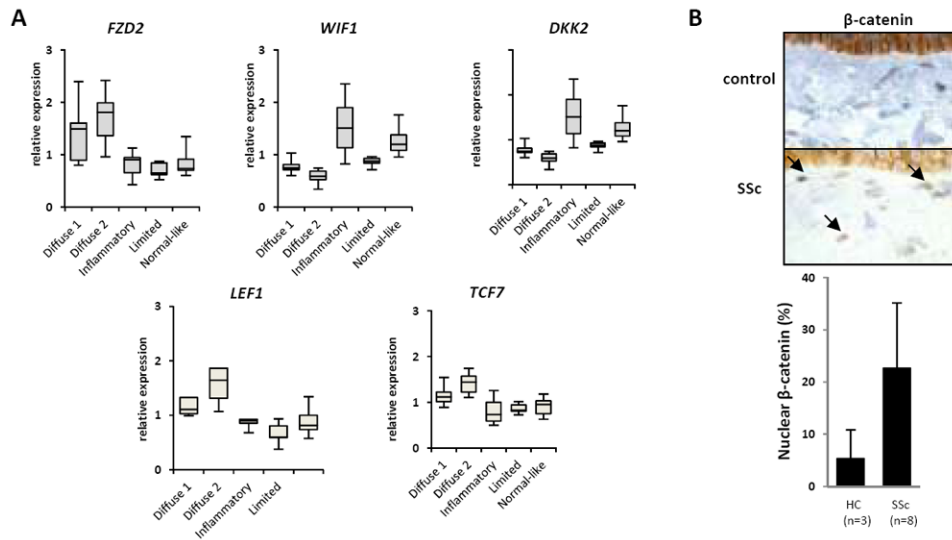 A
FZD2
relative expression
3
2
1
0
Diffuse 1
Diffuse 2
Inflammatory
Limited
Normal-like
WIF1
relative expression
3
2
1
0
Diffuse 1
Diffuse 2
Inflammatory
Limited
Normal-like
DKK2
relative expression
Diffuse 1
Diffuse 2
Inflammatory
Limited
Normal-like
LEF1
relative expression
3
2
1
0
Diffuse 1
Diffuse 2
Inflammatory
Limited
TCF7
relative expression
3
2
1
0
Diffuse 1
Diffuse 2
Inflammatory
Limited
Normal-like
B
β-catenin
control
SSc
Nuclear β-catenin (%)
40
30
20
10
0
HC
(n=3)
SSc
(n=8)